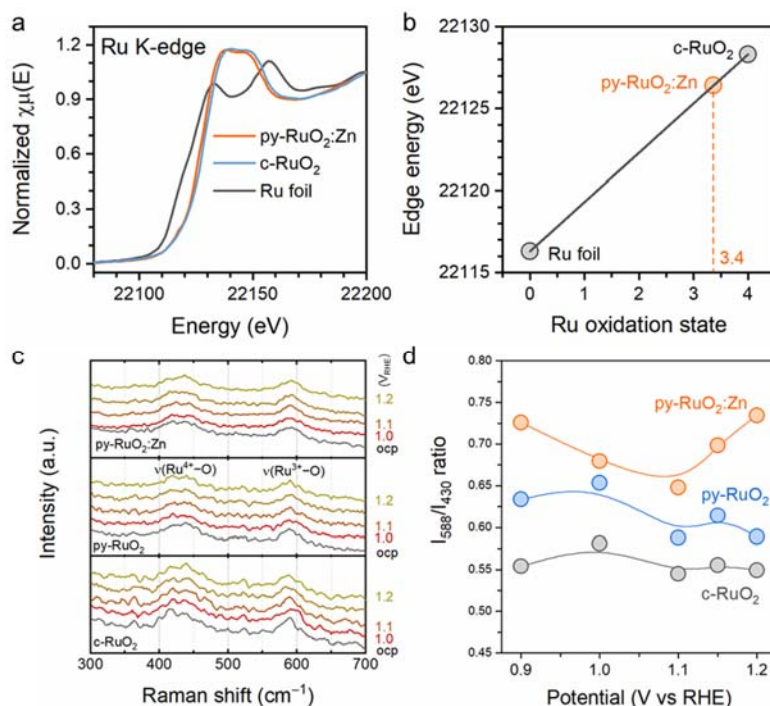 a
Ru K-edge
1.2
0.9
0.6
0.3
0.0
Normalized χμ(E)
py-RuO₂:Zn
c-RuO₂
Ru foil
22100
22150
22200
Energy (eV)
b
22130
22125
22120
22115
Edge energy (eV)
c-RuO₂
py-RuO₂:Zn
Ru foil
3.4
0
1
2
3
4
Ru oxidation state
c
Intensity (a.u.)
(V_RHE)
1.2
1.1
1.0
ocp
py-RuO₂:Zn
ν(Ru⁴⁺−O)
ν(Ru³⁺−O)
1.2
1.1
1.0
ocp
py-RuO₂
1.2
1.1
1.0
ocp
c-RuO₂
300
400
500
600
700
Raman shift (cm⁻¹)
d
0.80
0.75
0.70
0.65
0.60
0.55
0.50
0.45
I₅₈₈/I₄₃₀ ratio
py-RuO₂:Zn
py-RuO₂
c-RuO₂
0.9
1.0
1.1
1.2
Potential (V vs RHE)